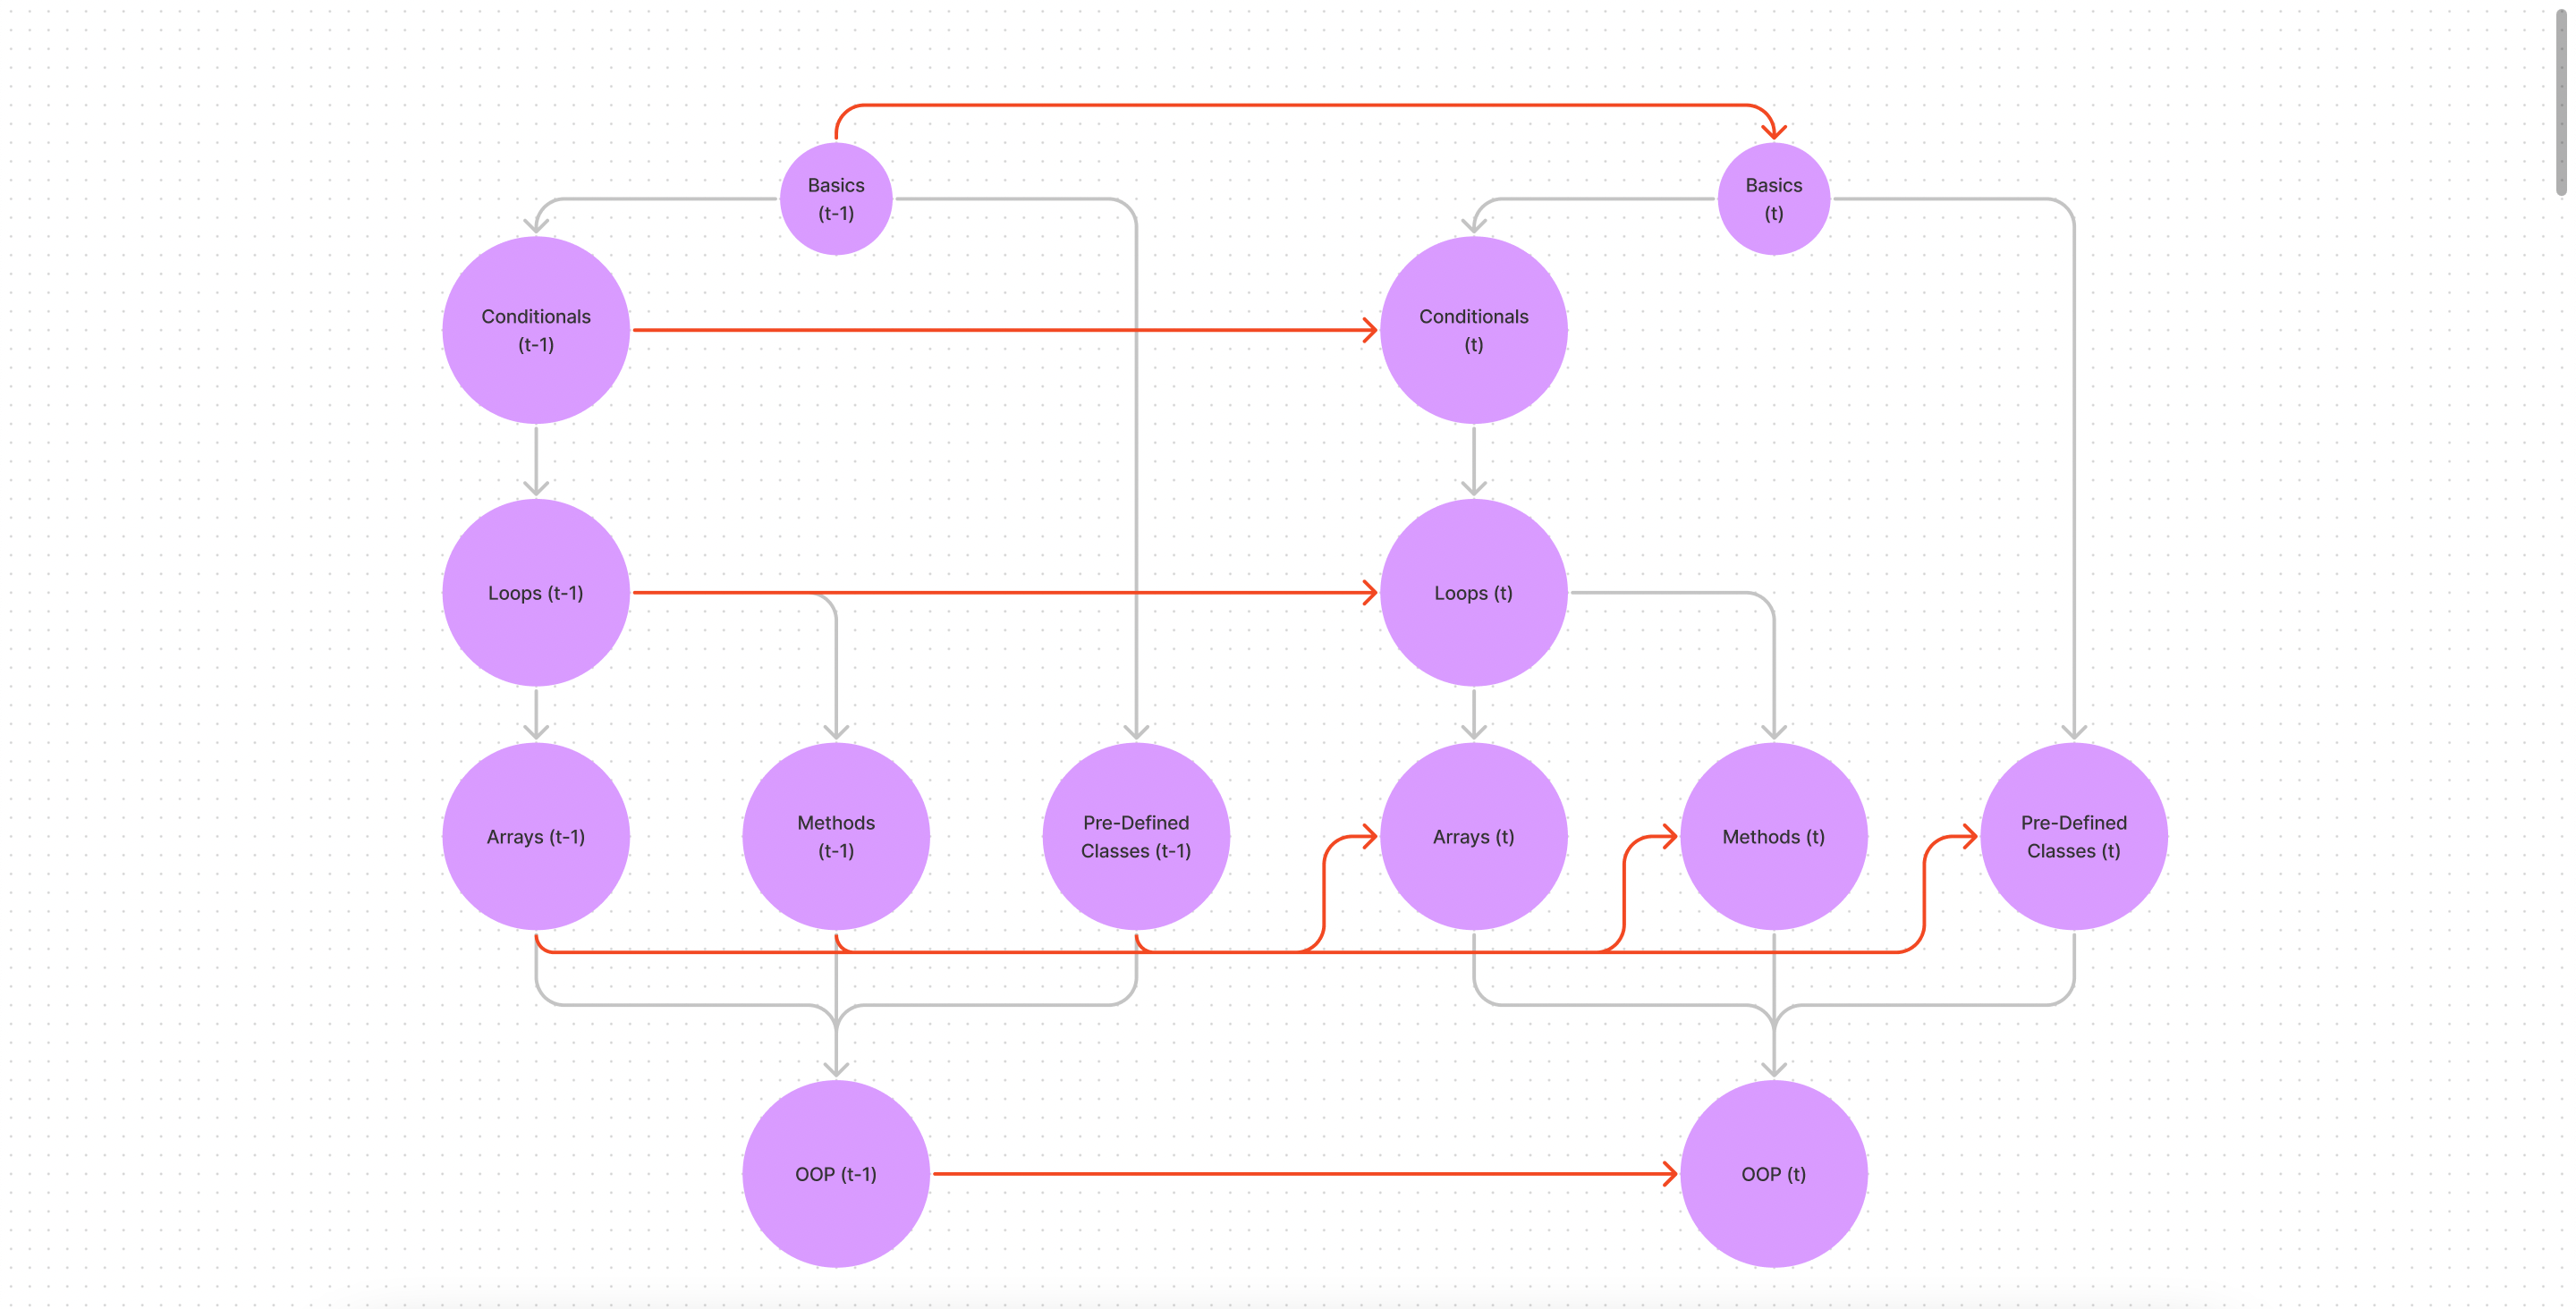 Basics
(t-1)
Basics
(t)
Conditionals
(t-1)
Conditionals
(t)
Loops (t-1)
Loops (t)
Arrays (t-1)
Methods
(t-1)
Pre-Defined
Classes (t-1)
Arrays (t)
Methods (t)
Pre-Defined
Classes (t)
OOP (t-1)
OOP (t)